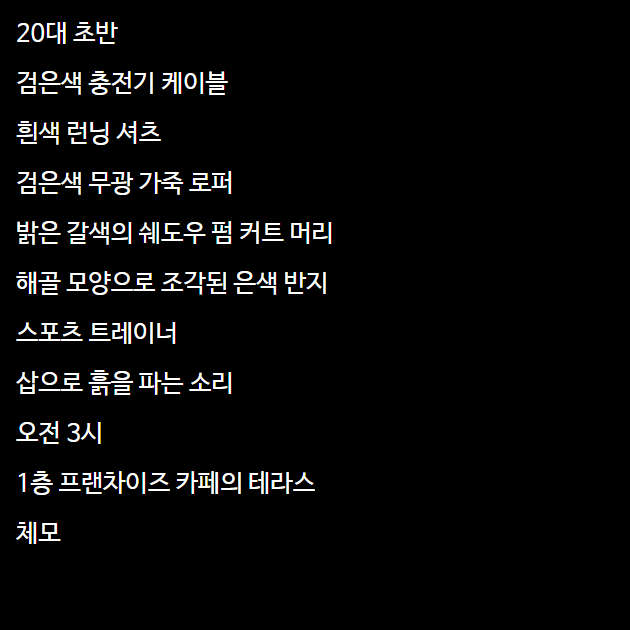 20대 초반
검은색 충전기 케이블
흰색 런닝 셔츠
검은색 무광 가죽 로퍼
밝은 갈색의 쉐도우 펌 커트 머리
해골 모양으로 조각된 은색 반지
스포츠 트레이너
삽으로 흙을 파는 소리
오전 3시
1층 프랜차이즈 카페의 테라스
체모